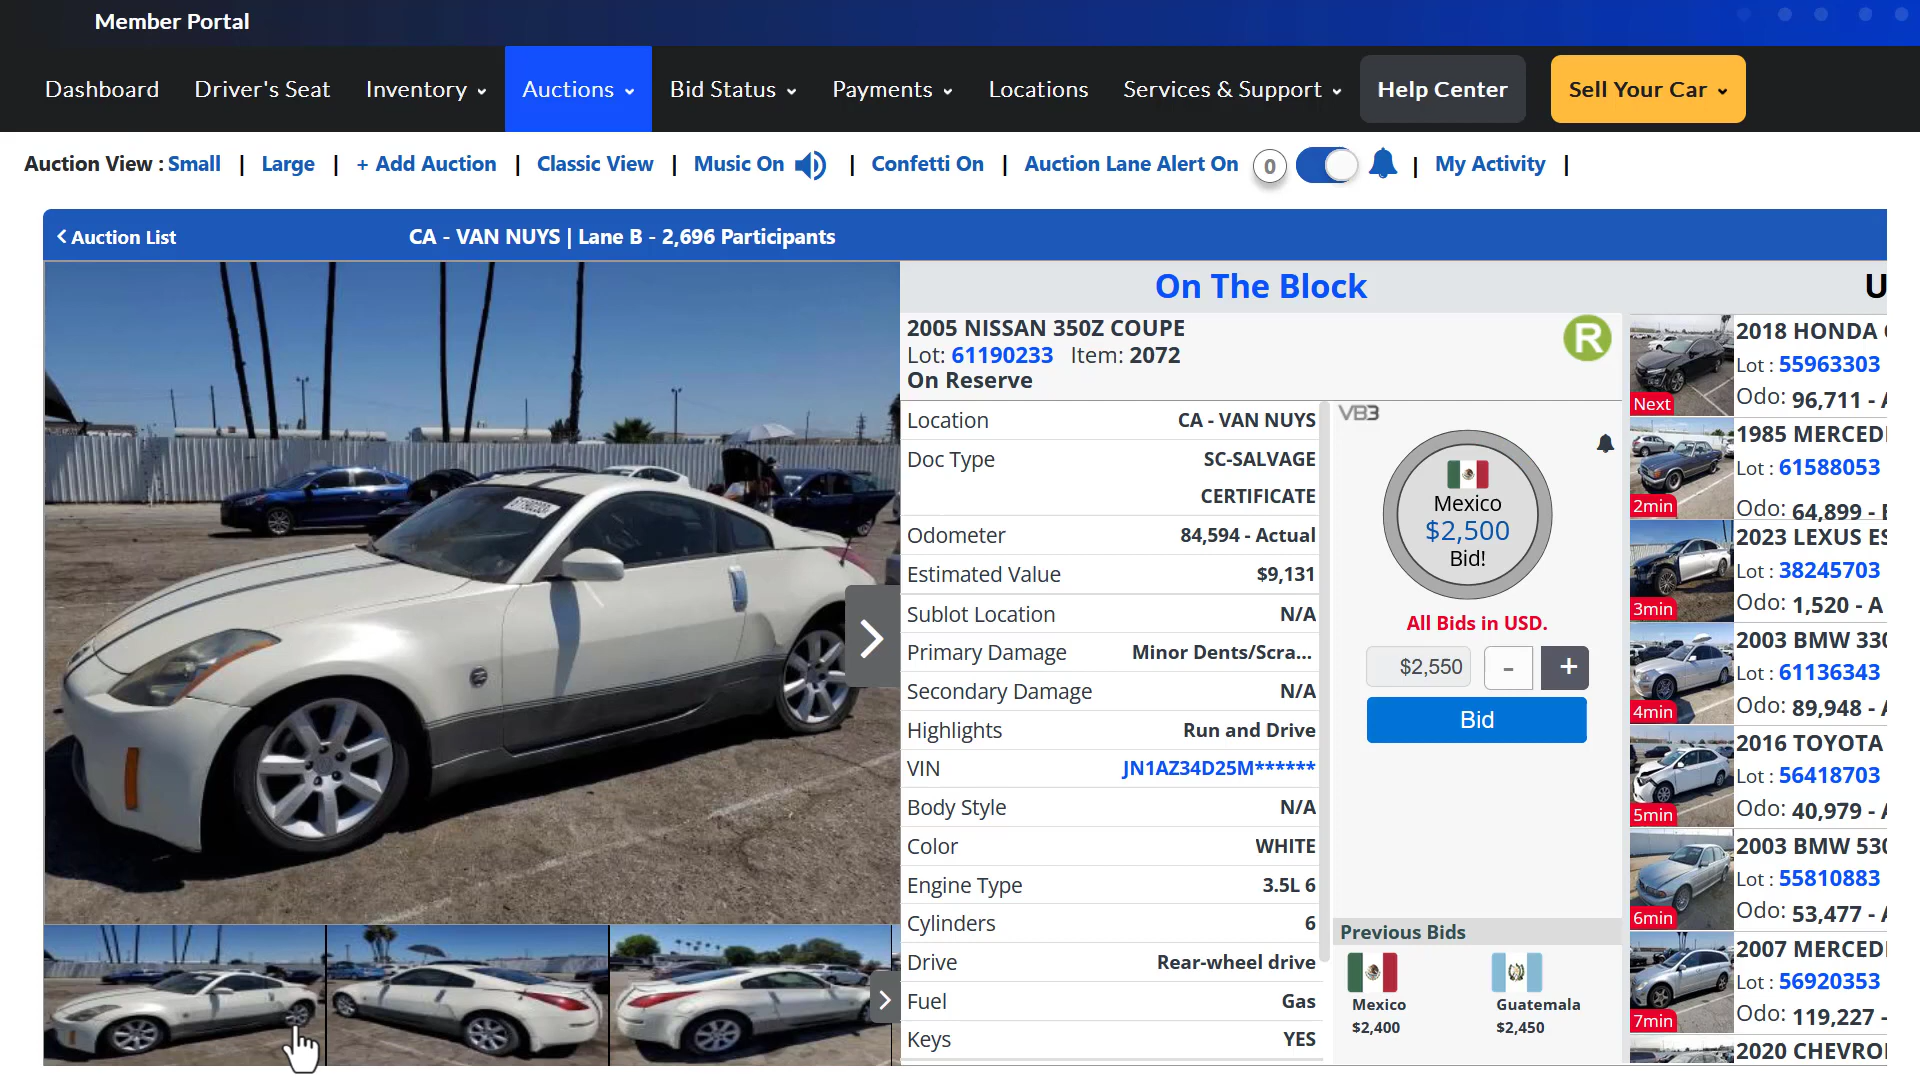 Member Portal
Dashboard Driver's Seat Inventory Auctions Bid Status Payments Locations Services & Support Help Center Sell Your Car
Auction View : Small | Large | + Add Auction | Classic View | Music On | Confetti On | Auction Lane Alert On 0 | My Activity |
Auction List
CA - VAN NUYS | Lane B - 2,696 Participants
61190233
On The Block
2005 NISSAN 350Z COUPE
Lot: 61190233 Item: 2072
On Reserve
R
Location CA - VAN NUYS
Doc Type SC-SALVAGE
CERTIFICATE
Odometer 84,594 - Actual
Estimated Value $9,131
Sublot Location N/A
Primary Damage Minor Dents/Scra...
Secondary Damage N/A
Highlights Run and Drive
VIN JN1AZ34D25M******
Body Style N/A
Color WHITE
Engine Type 3.5L 6
Cylinders 6
Drive Rear-wheel drive
Fuel Gas
Keys YES
VB3
Mexico
$2,500
Bid!
All Bids in USD.
$2,550 - +
Bid
Previous Bids
Mexico
$2,400
Guatemala
$2,450
U
2018 HONDA
Lot : 55963303
Odo: 96,711 - A
Next
1985 MERCED
Lot : 61588053
Odo: 64,899 - E
2min
2023 LEXUS ES
Lot : 38245703
Odo: 1,520 - A
3min
2003 BMW 330
Lot : 61136343
Odo: 89,948 - A
4min
2016 TOYOTA
Lot : 56418703
Odo: 40,979 - A
5min
2003 BMW 530
Lot : 55810883
Odo: 53,477 - A
6min
2007 MERCED
Lot : 56920353
Odo: 119,227 -
7min
2020 CHEVROL